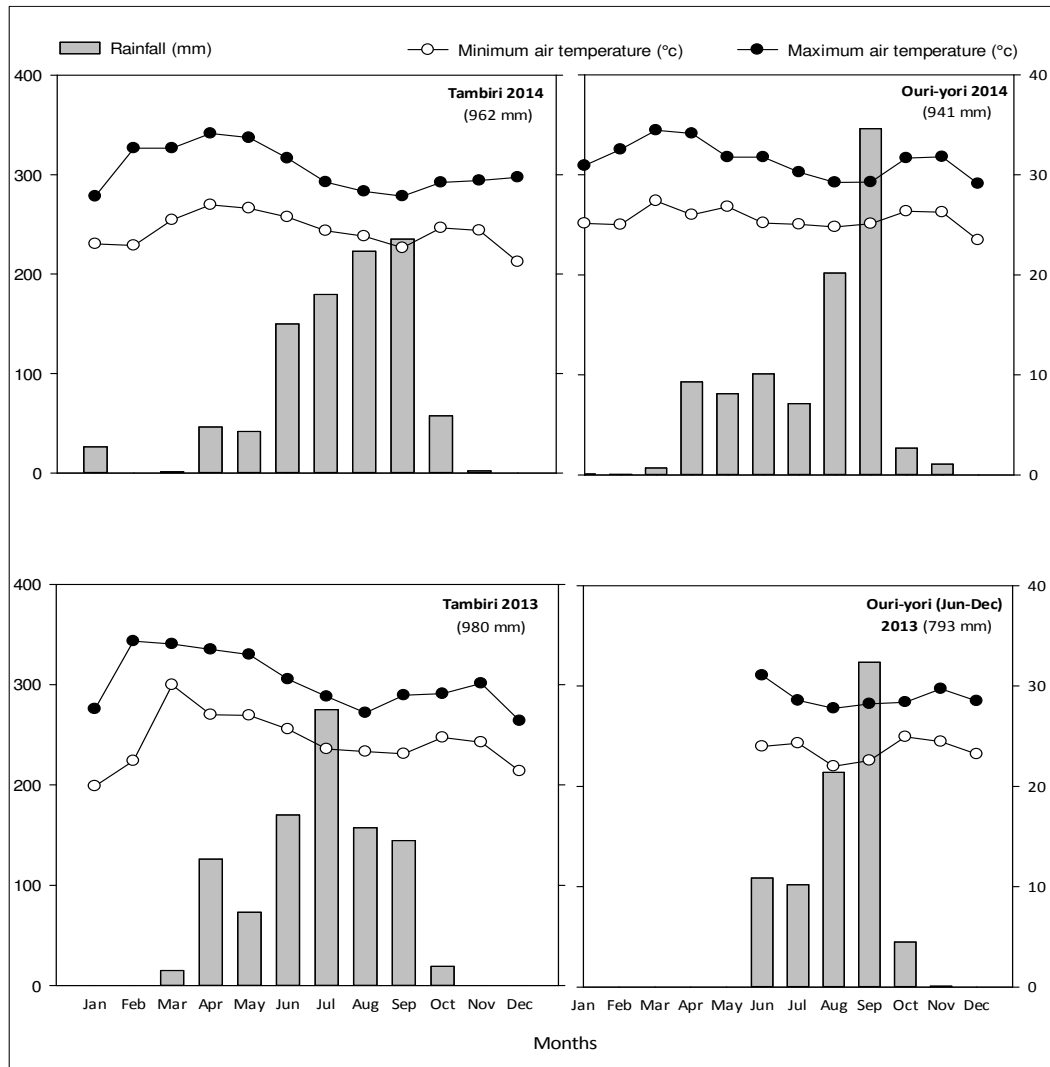 Rainfall (mm) Minimum air temperature (°c) Maximum air temperature (°c)
400 40
Tambiri 2014 Ouri-yori 2014
(962 mm) (941 mm)
300 30
200 20
100 10
0 0
400 40
Tambiri 2013 Ouri-yori (Jun-Dec)
(980 mm) 2013 (793 mm)
300 30
200 20
100 10
0 0
Jan Feb Mar Apr May Jun Jul Aug Sep Oct Nov Dec Jan Feb Mar Apr May Jun Jul Aug Sep Oct Nov Dec
Months